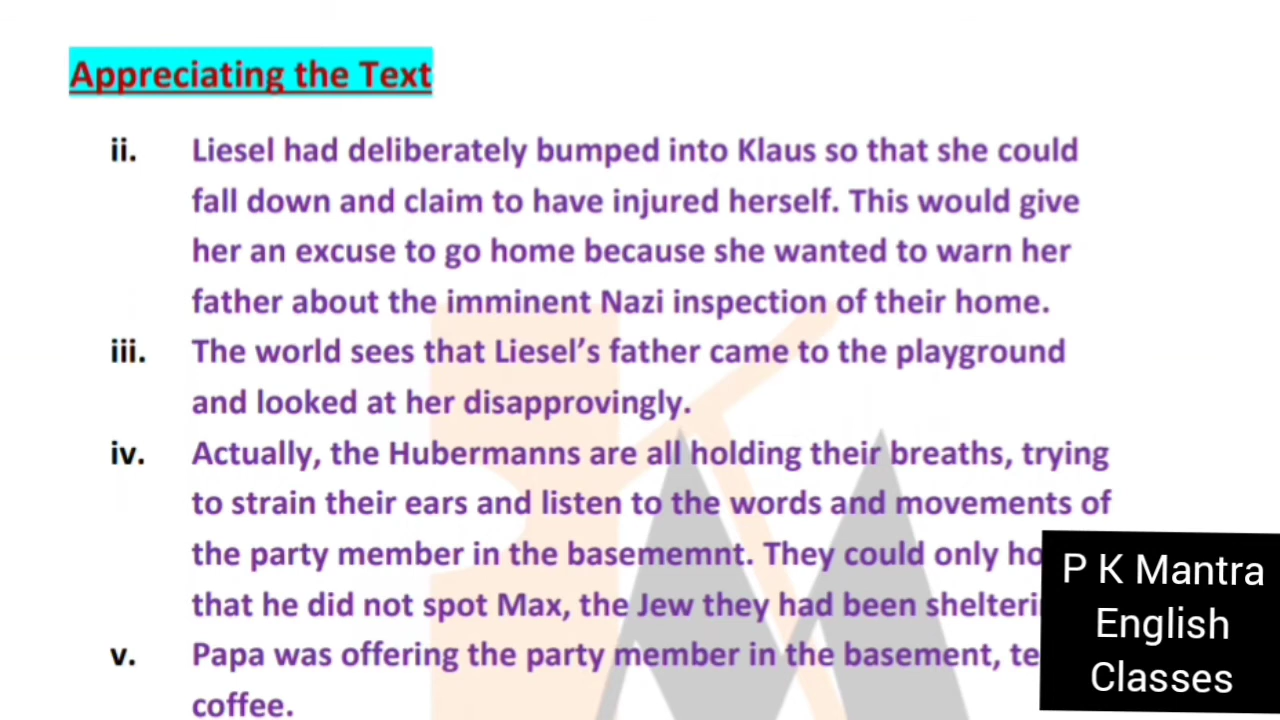 Appreciating the Text
ii. Liesel had deliberately bumped into Klaus so that she could
fall down and claim to have injured herself. This would give
her an excuse to go home because she wanted to warn her
father about the imminent Nazi inspection of their home.
iii. The world sees that Liesel's father came to the playground
and looked at her disapprovingly.
iv. Actually, the Hubermanns are all holding their breaths, trying
to strain their ears and listen to the words and movements of
the party member in the basememnt. They could only
that he did not spot Max, the Jew they had been
v. Papa was offering the party member in the basement,
coffee.
P K Mantra
English
Classes